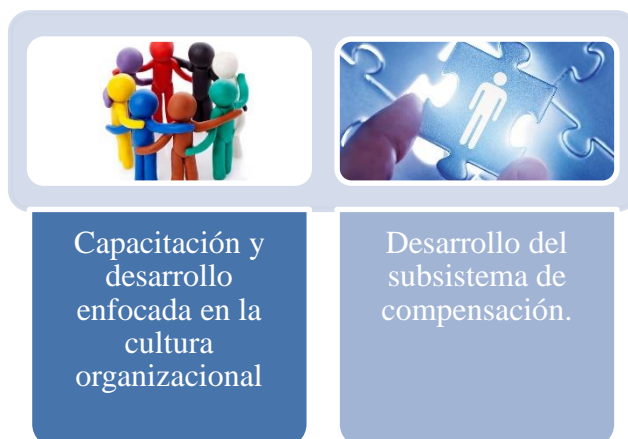 Capacitación y
desarrollo
enfocada en la
cultura
organizacional
Desarrollo del
subsistema de
compensación.